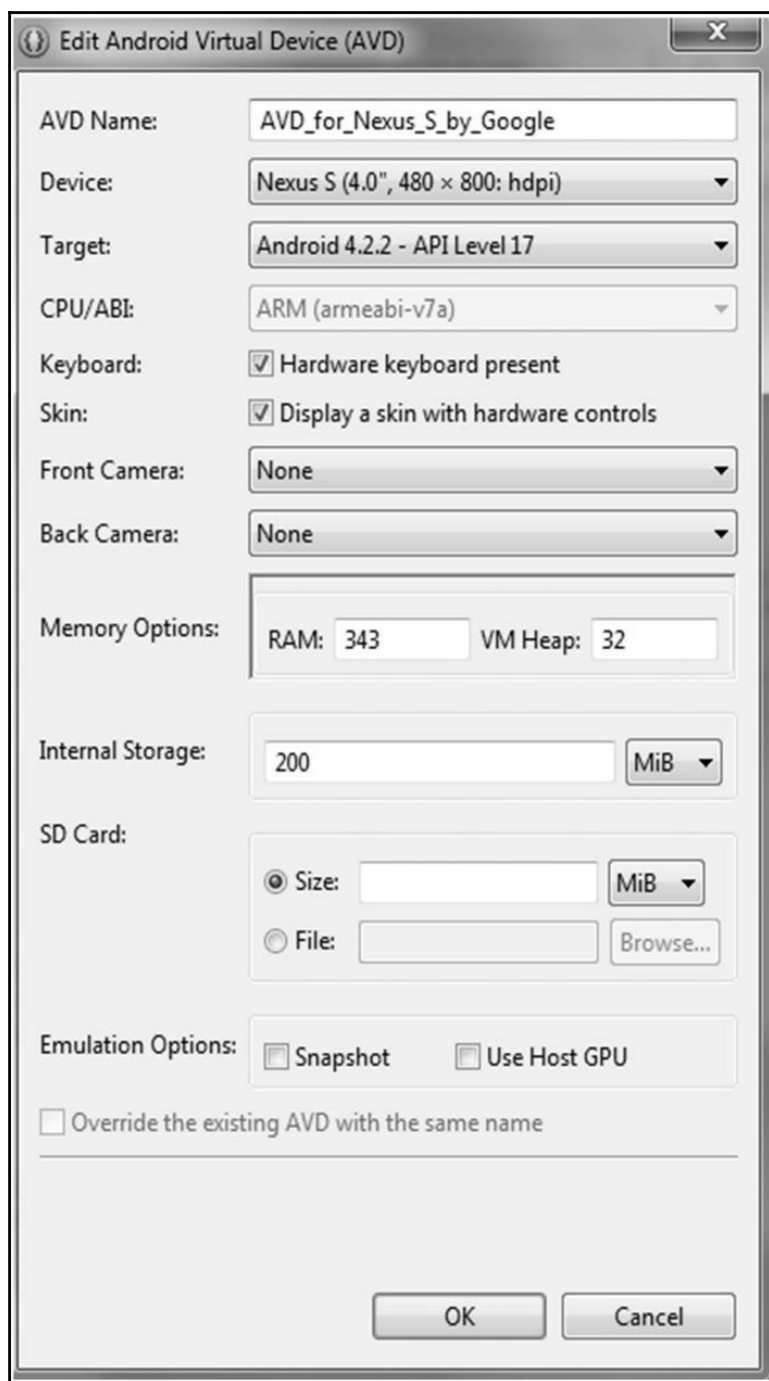 Edit Android Virtual Device (AVD)
AVD Name: AVD_for_Nexus_S_by_Google
Device: Nexus S (4.0", 480 × 800: hdpi)
Target: Android 4.2.2 - API Level 17
CPU/ABI: ARM (armeabi-v7a)
Keyboard: Hardware keyboard present
Skin: Display a skin with hardware controls
Front Camera: None
Back Camera: None
Memory Options: RAM: 343 VM Heap: 32
Internal Storage: 200 MiB
SD Card:
Size: MiB
File: Browse...
Emulation Options: Snapshot Use Host GPU
Override the existing AVD with the same name
OK Cancel